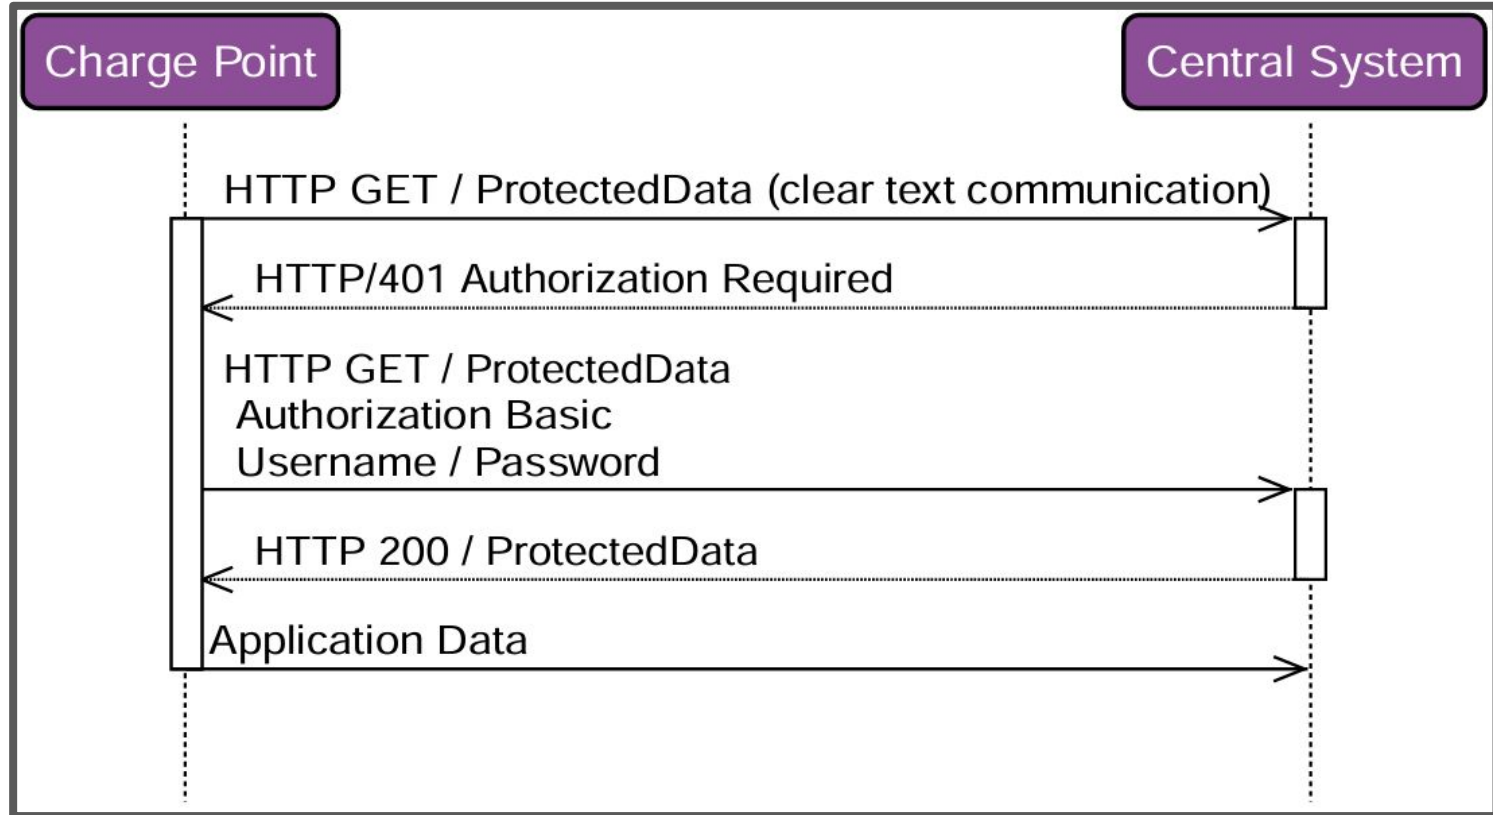 Charge Point
Central System
HTTP GET / ProtectedData (clear text communication)
HTTP/401 Authorization Required
HTTP GET / ProtectedData
Authorization Basic
Username / Password
HTTP 200 / ProtectedData
Application Data